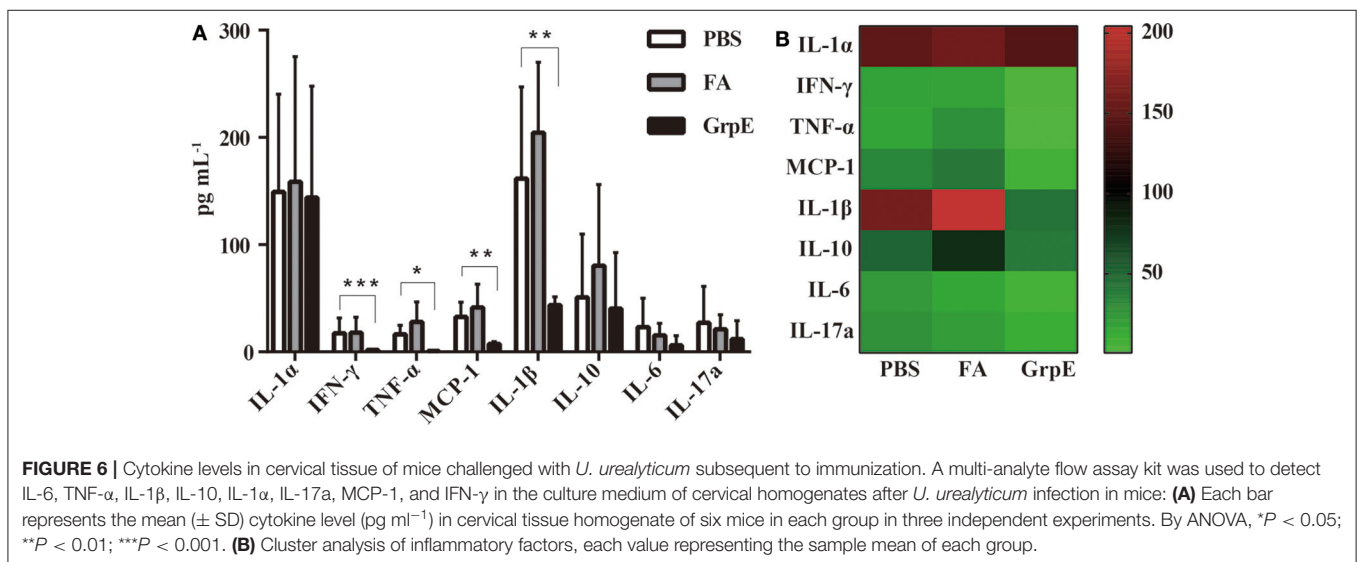 A
300
200
100
0
pg mL⁻¹
PBS
FA
GrpE
***
*
**
**
IL-1α
IFN-γ
TNF-α
MCP-1
IL-1β
IL-10
IL-6
IL-17a
B
IL-1α
IFN-γ
TNF-α
MCP-1
IL-1β
IL-10
IL-6
IL-17a
PBS FA GrpE
200
150
100
50
FIGURE 6 | Cytokine levels in cervical tissue of mice challenged with U. urealyticum subsequent to immunization. A multi-analyte flow assay kit was used to detect
IL-6, TNF-α, IL-1β, IL-10, IL-1α, IL-17a, MCP-1, and IFN-γ in the culture medium of cervical homogenates after U. urealyticum infection in mice: (A) Each bar
represents the mean (± SD) cytokine level (pg ml⁻¹) in cervical tissue homogenate of six mice in each group in three independent experiments. By ANOVA, *P < 0.05;
**P < 0.01; ***P < 0.001. (B) Cluster analysis of inflammatory factors, each value representing the sample mean of each group.